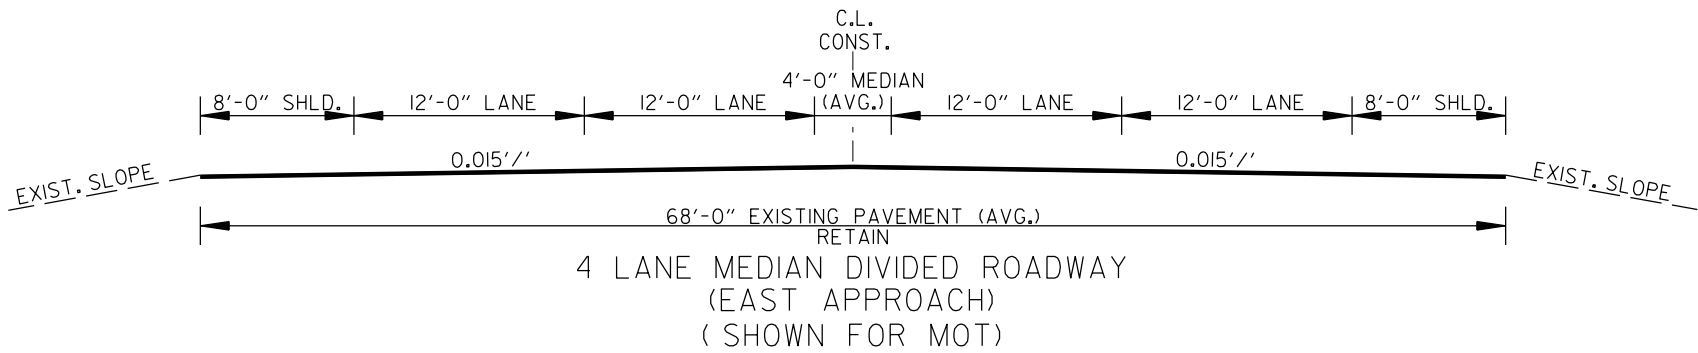 C.L.
CONST.
4'-0" MEDIAN
(AVG.)
8'-0" SHLD.
12'-0" LANE
12'-0" LANE
12'-0" LANE
12'-0" LANE
8'-0" SHLD.
0.015'/'
0.015'/'
EXIST. SLOPE
EXIST. SLOPE
68'-0" EXISTING PAVEMENT (AVG.)
RETAIN
4 LANE MEDIAN DIVIDED ROADWAY
(EAST APPROACH)
( SHOWN FOR MOT)